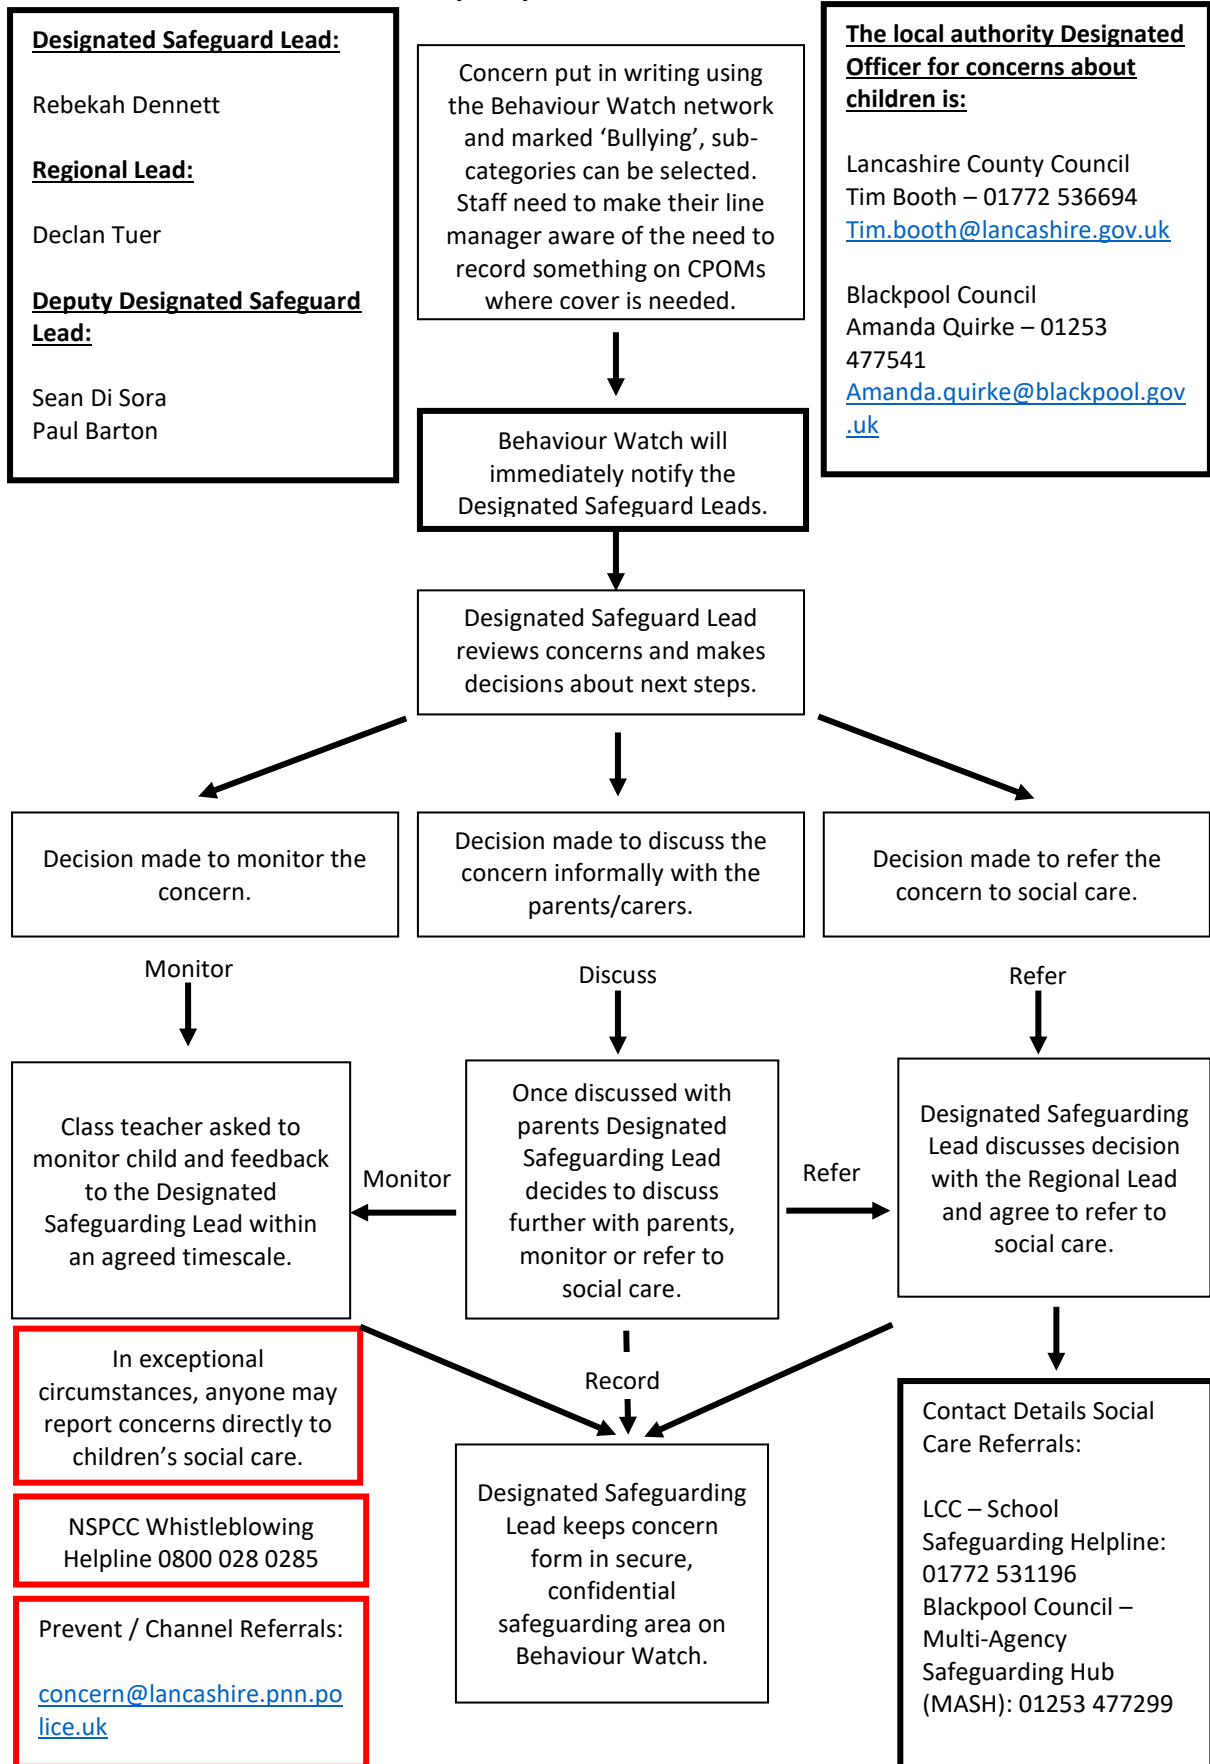 Designated Safeguard Lead:
Rebekah Dennett
Regional Lead:
Declan Tuer
Deputy Designated Safeguard
Lead:
Sean Di Sora
Paul Barton
Concern put in writing using
the Behaviour Watch network
and marked ‘Bullying’, sub-
categories can be selected.
Staff need to make their line
manager aware of the need to
record something on CPOMs
where cover is needed.
The local authority Designated
Officer for concerns about
children is:
Lancashire County Council
Tim Booth – 01772 536694
Tim.booth@lancashire.gov.uk
Blackpool Council
Amanda Quirke – 01253
477541
Amanda.quirke@blackpool.gov
.uk
Behaviour Watch will
immediately notify the
Designated Safeguard Leads.
Designated Safeguard Lead
reviews concerns and makes
decisions about next steps.
Decision made to monitor the
concern.
Decision made to discuss the
concern informally with the
parents/carers.
Decision made to refer the
concern to social care.
Monitor
Discuss
Refer
Class teacher asked to
monitor child and feedback
to the Designated
Safeguarding Lead within
an agreed timescale.
Monitor
Once discussed with
parents Designated
Safeguarding Lead
decides to discuss
further with parents,
monitor or refer to
social care.
Refer
Designated Safeguarding
Lead discusses decision
with the Regional Lead
and agree to refer to
social care.
In exceptional
circumstances, anyone may
report concerns directly to
children’s social care.
Record
NSPCC Whistleblowing
Helpline 0800 028 0285
Prevent / Channel Referrals:
concern@lancashire.pnn.po
lice.uk
Designated Safeguarding
Lead keeps concern
form in secure,
confidential
safeguarding area on
Behaviour Watch.
Contact Details Social
Care Referrals:
LCC – School
Safeguarding Helpline:
01772 531196
Blackpool Council –
Multi-Agency
Safeguarding Hub
(MASH): 01253 477299